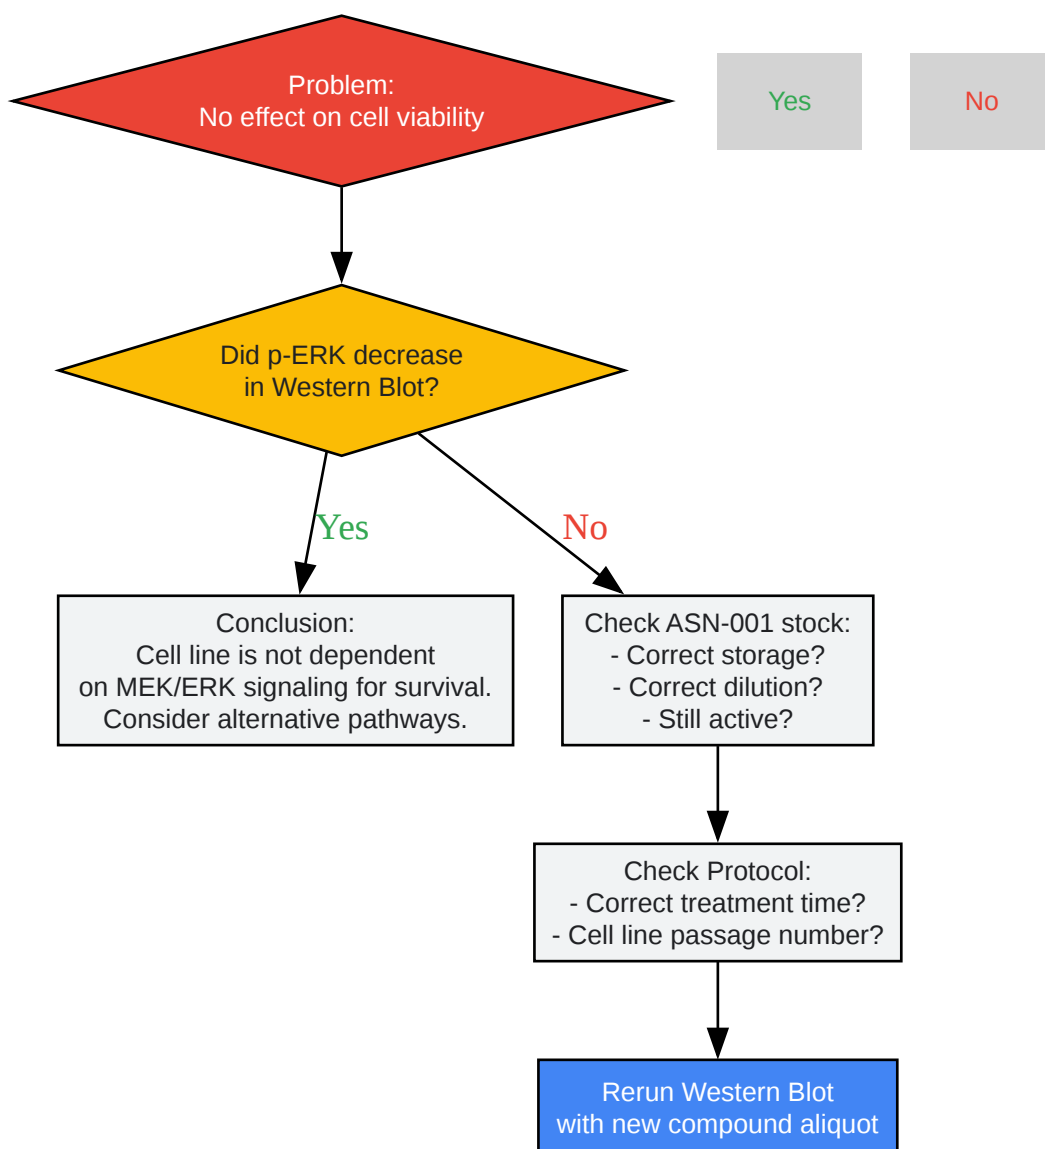 Problem:
No effect on cell viability
Yes
No
Did p-ERK decrease
in Western Blot?
Yes
No
Conclusion:
Cell line is not dependent
on MEK/ERK signaling for survival.
Consider alternative pathways.
Check ASN-001 stock:
- Correct storage?
- Correct dilution?
- Still active?
Check Protocol:
- Correct treatment time?
- Cell line passage number?
Rerun Western Blot
with new compound aliquot